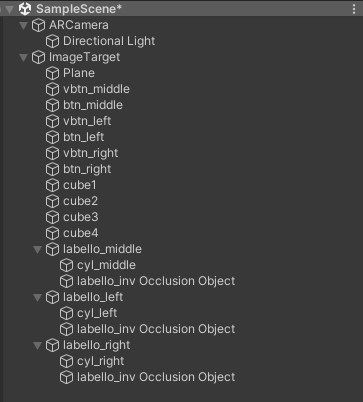 SampleScene*
ARCamera
Directional Light
ImageTarget
Plane
vbtn_middle
btn_middle
vbtn_left
btn_left
vbtn_right
btn_right
cube1
cube2
cube3
cube4
labello_middle
cyl_middle
labello_inv Occlusion Object
labello_left
cyl_left
labello_inv Occlusion Object
labello_right
cyl_right
labello_inv Occlusion Object